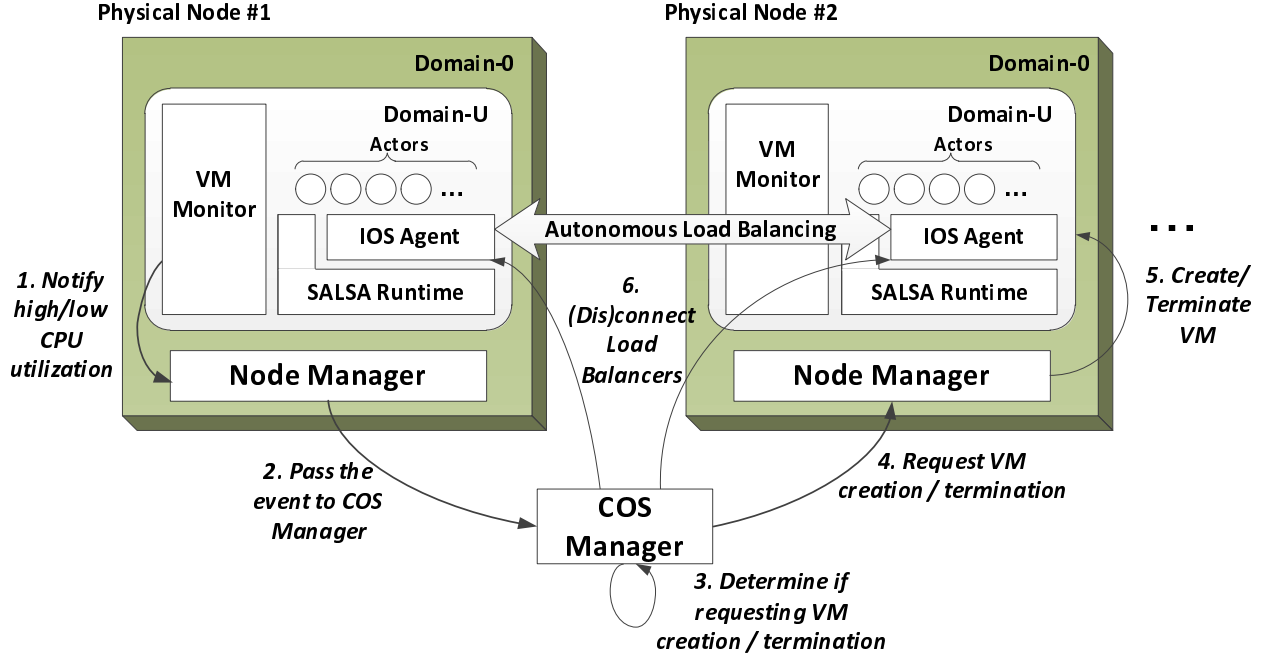 Physical Node #1
Physical Node #2
Domain-0
Domain-0
Domain-U
Domain-U
Actors
Actors
VM
Monitor
...
VM
Monitor
...
IOS Agent
Autonomous Load Balancing
IOS Agent
...
SALSA Runtime
SALSA Runtime
1. Notify
high/low
CPU
utilization
6.
(Dis)connect
Load
Balancers
5. Create/
Terminate
VM
Node Manager
Node Manager
2. Pass the
event to COS
Manager
4. Request VM
creation / termination
COS
Manager
3. Determine if
requesting VM
creation / termination